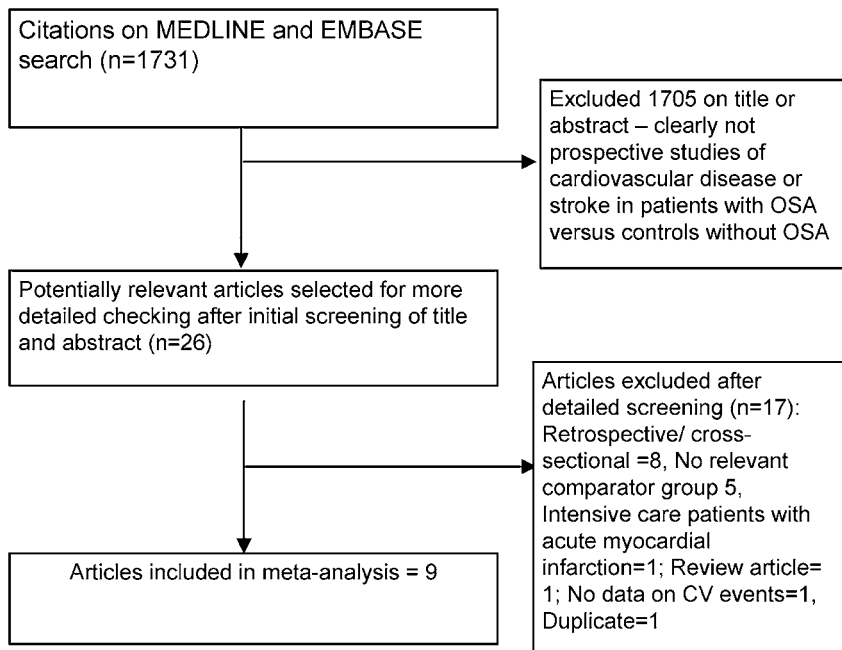 Citations on MEDLINE and EMBASE
search (n=1731)
Excluded 1705 on title or
abstract – clearly not
prospective studies of
cardiovascular disease or
stroke in patients with OSA
versus controls without OSA
Potentially relevant articles selected for more
detailed checking after initial screening of title
and abstract (n=26)
Articles excluded after
detailed screening (n=17):
Retrospective/ cross-
sectional =8, No relevant
comparator group 5,
Intensive care patients with
acute myocardial
infarction=1; Review article=
1; No data on CV events=1,
Duplicate=1
Articles included in meta-analysis = 9